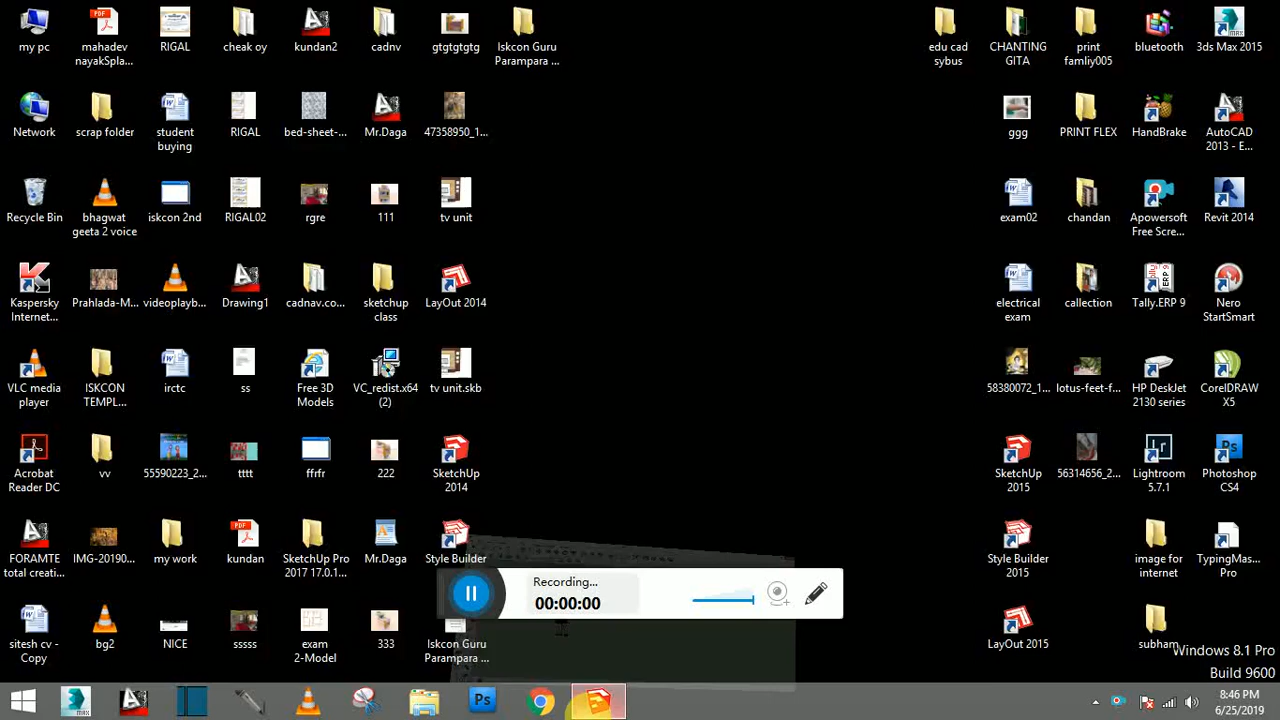 my pc
mahadev
nayakSpla...
RIGAL
cheak oy
kundan2
cadnv
gtgtgtgtg
Iskcon Guru
Parampara ...
edu cad
sybus
CHANTING
GITA
print
famliy005
bluetooth
3ds Max 2015
Network
scrap folder
student
buying
RIGAL
bed-sheet-...
Mr.Daga
47358950_1...
ggg
PRINT FLEX
HandBrake
AutoCAD
2013 - E...
Recycle Bin
bhagwat
geeta 2 voice
iskcon 2nd
RIGAL02
rgre
111
tv unit
exam02
chandan
Apowersoft
Free Scre...
Revit 2014
Kaspersky
Internet...
Prahlada-M...
videoplayb...
Drawing1
cadnav.co...
sketchup
class
LayOut 2014
electrical
exam
callection
Tally.ERP 9
Nero
StartSmart
VLC media
player
ISKCON
TEMPL...
irctc
ss
Free 3D
Models
VC_redist.x64
(2)
tv unit.skb
58380072_1...
lotus-feet-f...
HP DeskJet
2130 series
CorelDRAW
X5
Acrobat
Reader DC
vv
55590223_2...
tttt
ffrfr
222
SketchUp
2014
SketchUp
2015
56314656_2...
Lightroom
5.7.1
Photoshop
CS4
FORAMTE
total creati...
IMG-20190...
my work
kundan
SketchUp Pro
2017 17.0.1...
Mr.Daga
Style Builder
Style Builder
2015
image for
internet
TypingMas...
Pro
Recording...
00:00:00
sitesh cv -
Copy
bg2
NICE
sssss
exam
2-Model
333
Iskcon Guru
Parampara ...
LayOut 2015
subham
Windows 8.1 Pro
Build 9600
8:46 PM
6/25/2019